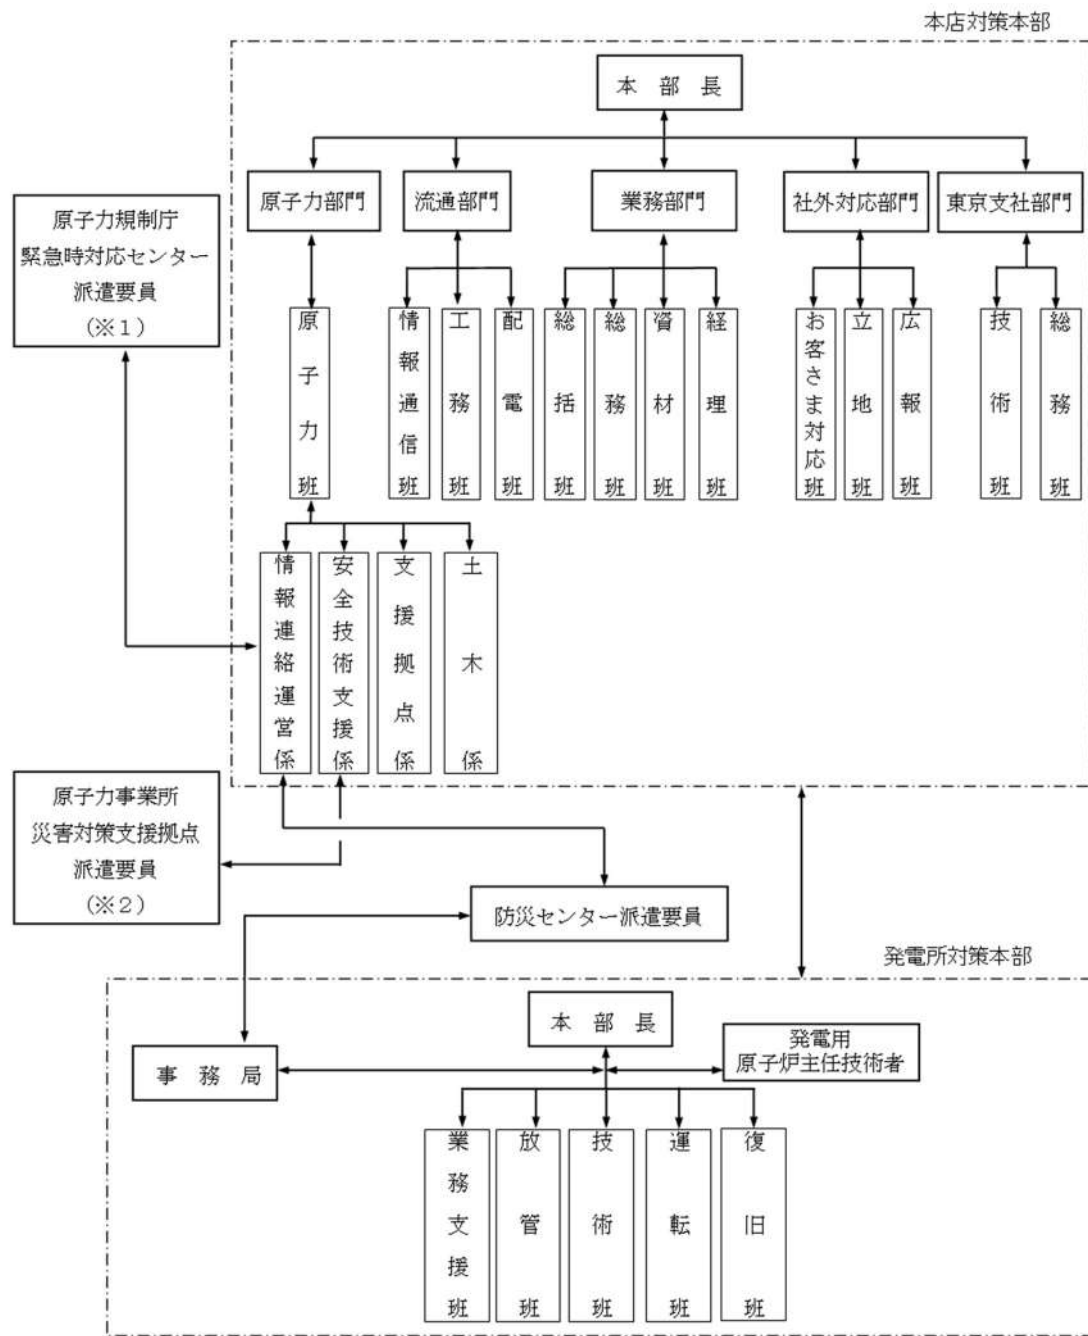 本店対策本部
本部長
原子力部門
流通部門
業務部門
社外対応部門
東京支社部門
原子力規制庁
緊急時対応センター
派遣要員
(※1)
原子力班
情報通信班
工務班
配電班
総括班
総務班
資材班
経理班
お客さま対応班
立地班
広報班
技術班
総務班
情報連絡運営係
安全技術支援係
支援拠点係
土木係
原子力事業所
災害対策支援拠点
派遣要員
(※2)
防災センター派遣要員
発電所対策本部
本部長
発電用
原子炉主任技術者
事務局
業務支援班
放管班
技術班
運転班
復旧班